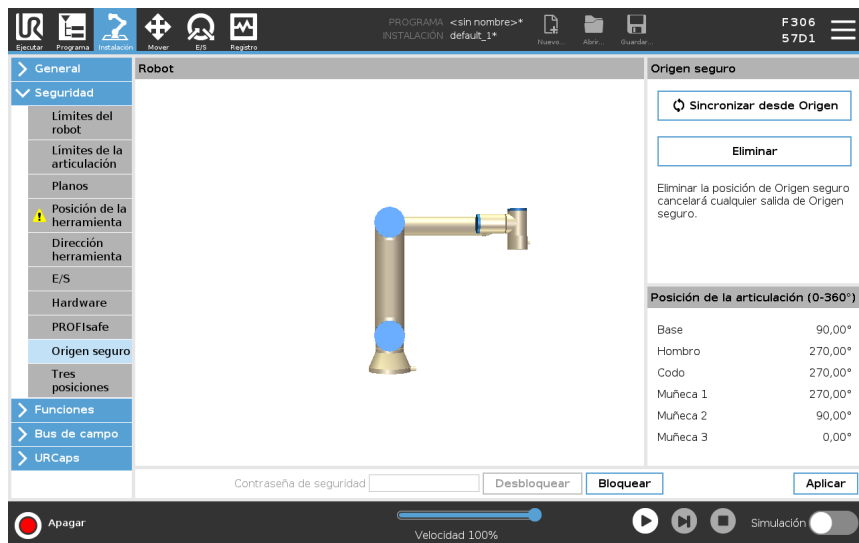 PROGRAMA <sin nombre>*
INSTALACIÓN default_1*
F306
57D1
Ejecutar Programa Instalación Mover E/S Registro
Nuevo... Abrir... Guardar...
General
Seguridad
Límites del
robot
Límites de la
articulación
Planos
Posición de la
herramienta
Dirección
herramienta
E/S
Hardware
PROFIsafe
Origen seguro
Tres
posiciones
Funciones
Bus de campo
URCaps
Robot
Origen seguro
Sincronizar desde Origen
Eliminar
Eliminar la posición de Origen seguro
cancelará cualquier salida de Origen
seguro.
Posición de la articulación (0-360°)
Base 90,00°
Hombro 270,00°
Codo 270,00°
Muñeca 1 270,00°
Muñeca 2 90,00°
Muñeca 3 0,00°
Contraseña de seguridad Desbloquear Bloquear Aplicar
Apagar
Velocidad 100%
Simulación